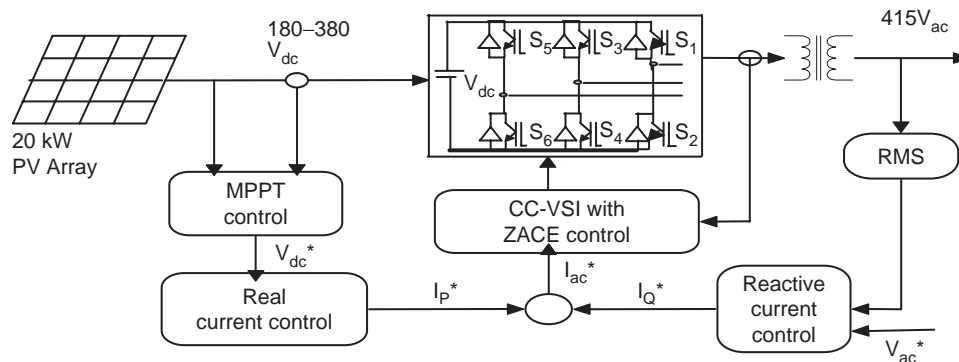 180–380
V_dc
415V_ac
S_5
S_3
S_1
V_dc
S_6
S_4
S_2
20 kW
PV Array
RMS
MPPT
control
CC-VSI with
ZACE control
V_dc*
I_ac*
Real
current control
I_P*
I_Q*
Reactive
current
control
V_ac*